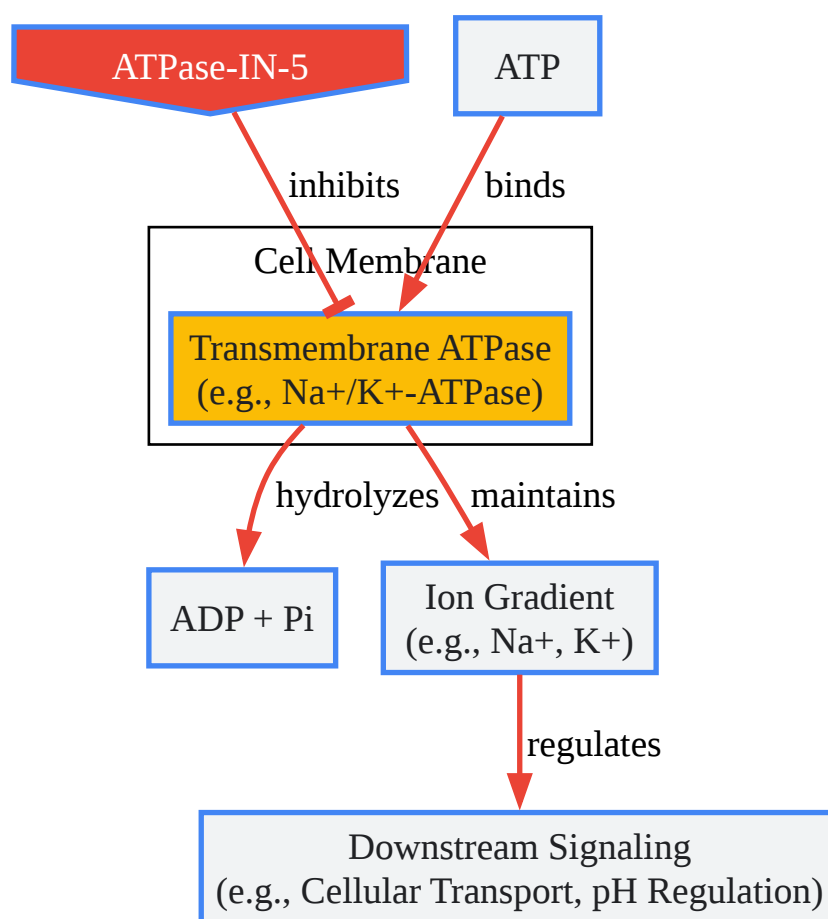 ATPase-IN-5
ATP
inhibits
binds
Cell Membrane
Transmembrane ATPase
(e.g., Na+/K+-ATPase)
hydrolyzes
maintains
ADP + Pi
Ion Gradient
(e.g., Na+, K+)
regulates
Downstream Signaling
(e.g., Cellular Transport, pH Regulation)